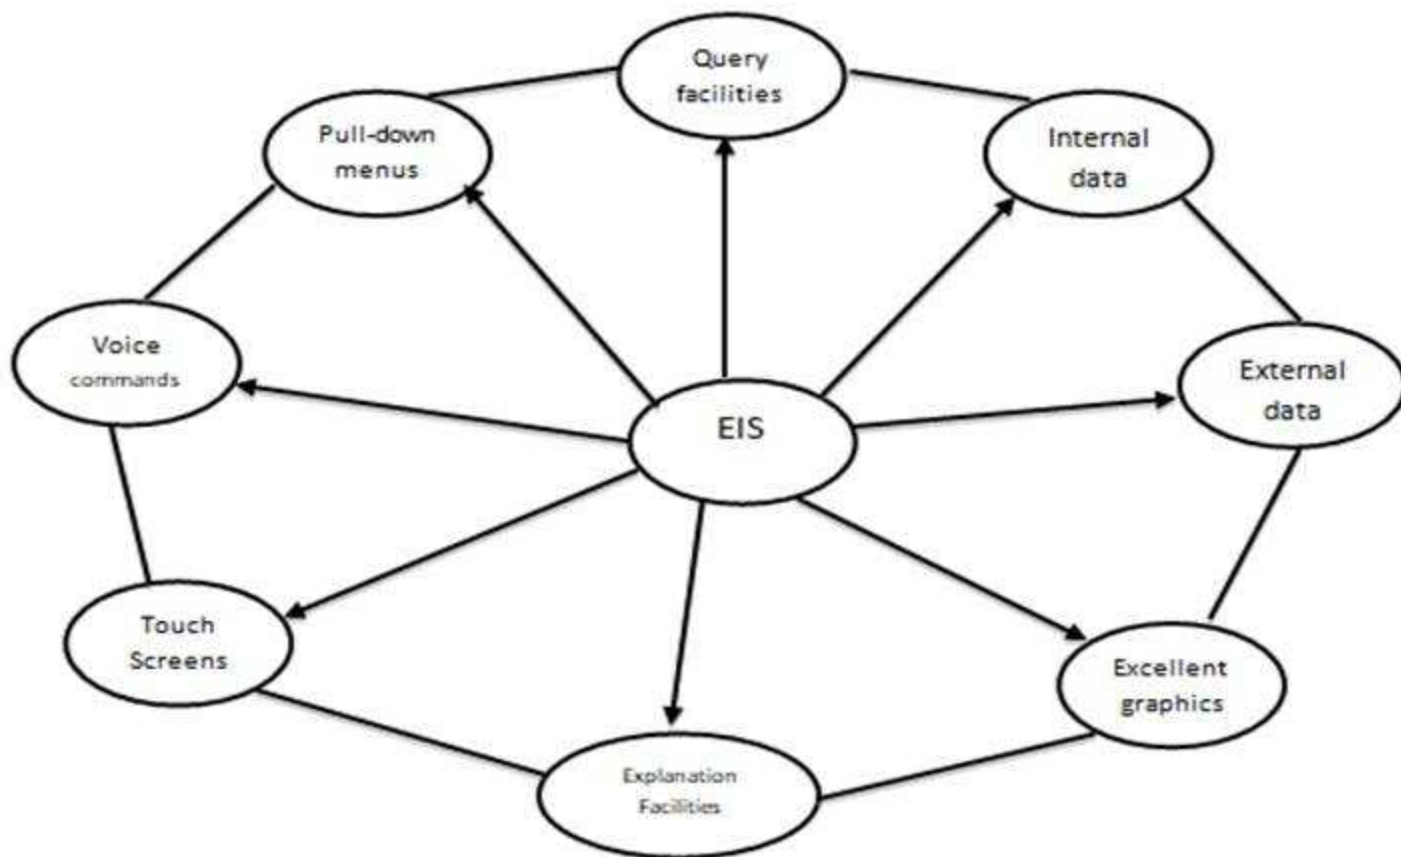 Query
facilities
Pull-down
menus
Internal
data
Voice
commands
External
data
EIS
Touch
Screens
Excellent
graphics
Explanation
Facilities